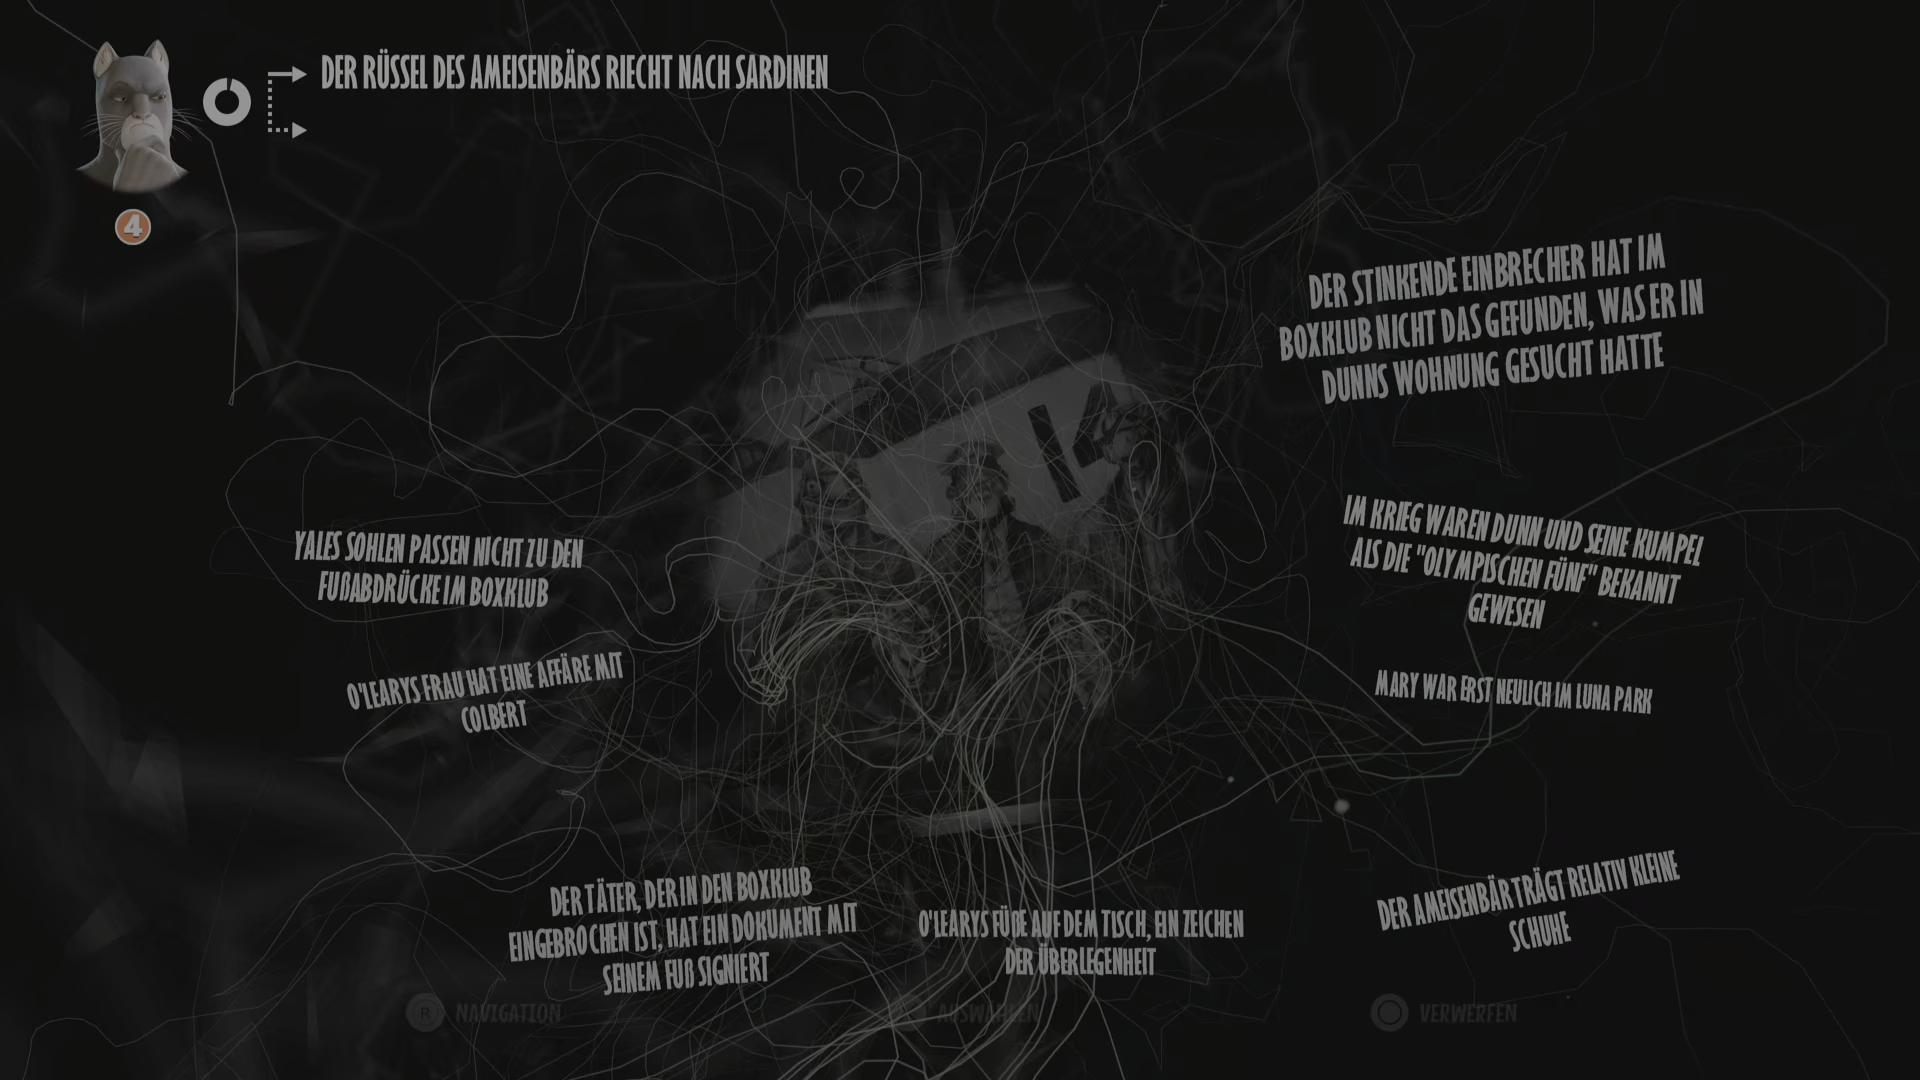 DER RÜSSEL DES AMEISENBÄRS RIECHT NACH SARDINEN
4
DER STINKENDE EINBRECHER HAT IM
BOXKLUB NICHT DAS GEFUNDEN, WAS ER IN
DUNNS WOHNUNG GESUCHT HATTE
14
YALES SOHLEN PASSEN NICHT ZU DEN
FUßABDRÜCKE IM BOXKLUB
IM KRIEG WAREN DUNN UND SEINE KUMPEL
ALS DIE "OLYMPISCHEN FÜNF" BEKANNT
GEWESEN
O'LEARYS FRAU HAT EINE AFFÄRE MIT
COLBERT
MARY WAR ERST NEULICH IM LUNA PARK
DER TÄTER, DER IN DEN BOXKLUB
EINGEBROCHEN IST, HAT EIN DOKUMENT MIT
SEINEM FUß SIGNIERT
O'LEARYS FÜßE AUF DEM TISCH, EIN ZEICHEN
DER ÜBERLEGENHEIT
DER AMEISENBÄR TRÄGT RELATIV KLEINE
SCHUHE
R NAVIGATION
AUSWÄHLEN
VERWERFEN